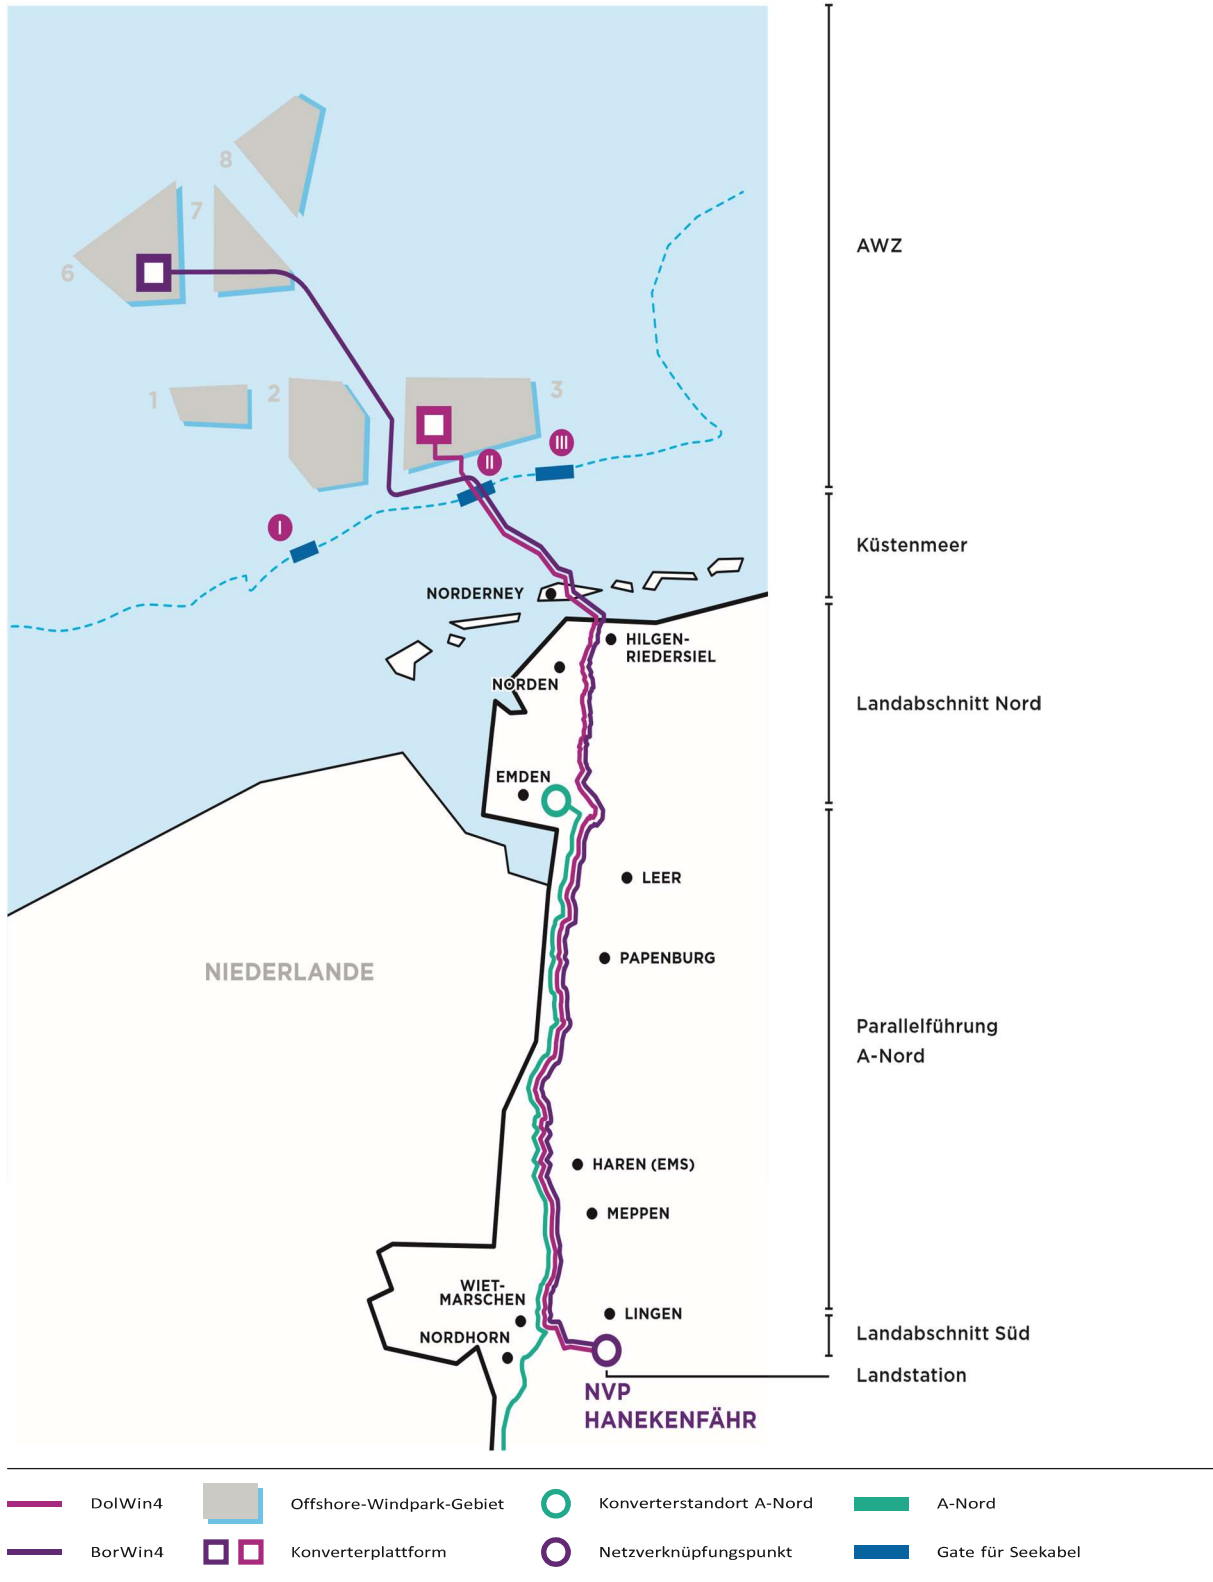 8
7
6
AWZ
1
2
3
III
II
I
Küstenmeer
NORDERNEY
HILGEN-
RIEDERSIEL
NORDEN
Landabschnitt Nord
EMDEN
LEER
PAPENBURG
NIEDERLANDE
Parallelführung
A-Nord
HAREN (EMS)
MEPPEN
WIET-
MARSCHEN
LINGEN
NORDHORN
Landabschnitt Süd
Landstation
NVP
HANEKENFÄHR
DolWin4
Offshore-Windpark-Gebiet
Konverterstandort A-Nord
A-Nord
BorWin4
Konverterplattform
Netzverknüpfungspunkt
Gate für Seekabel